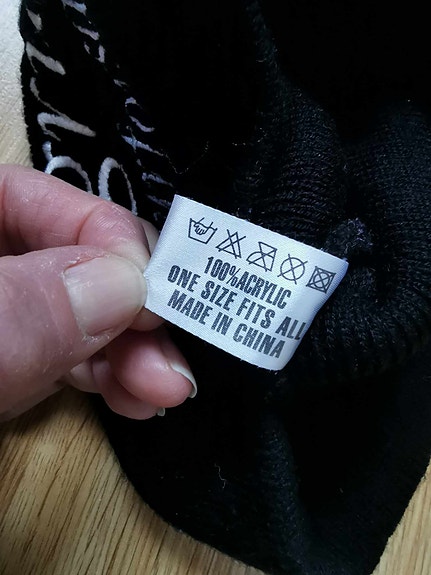 100%ACRYLIC
ONE SIZE FITS ALL
MADE IN CHINA